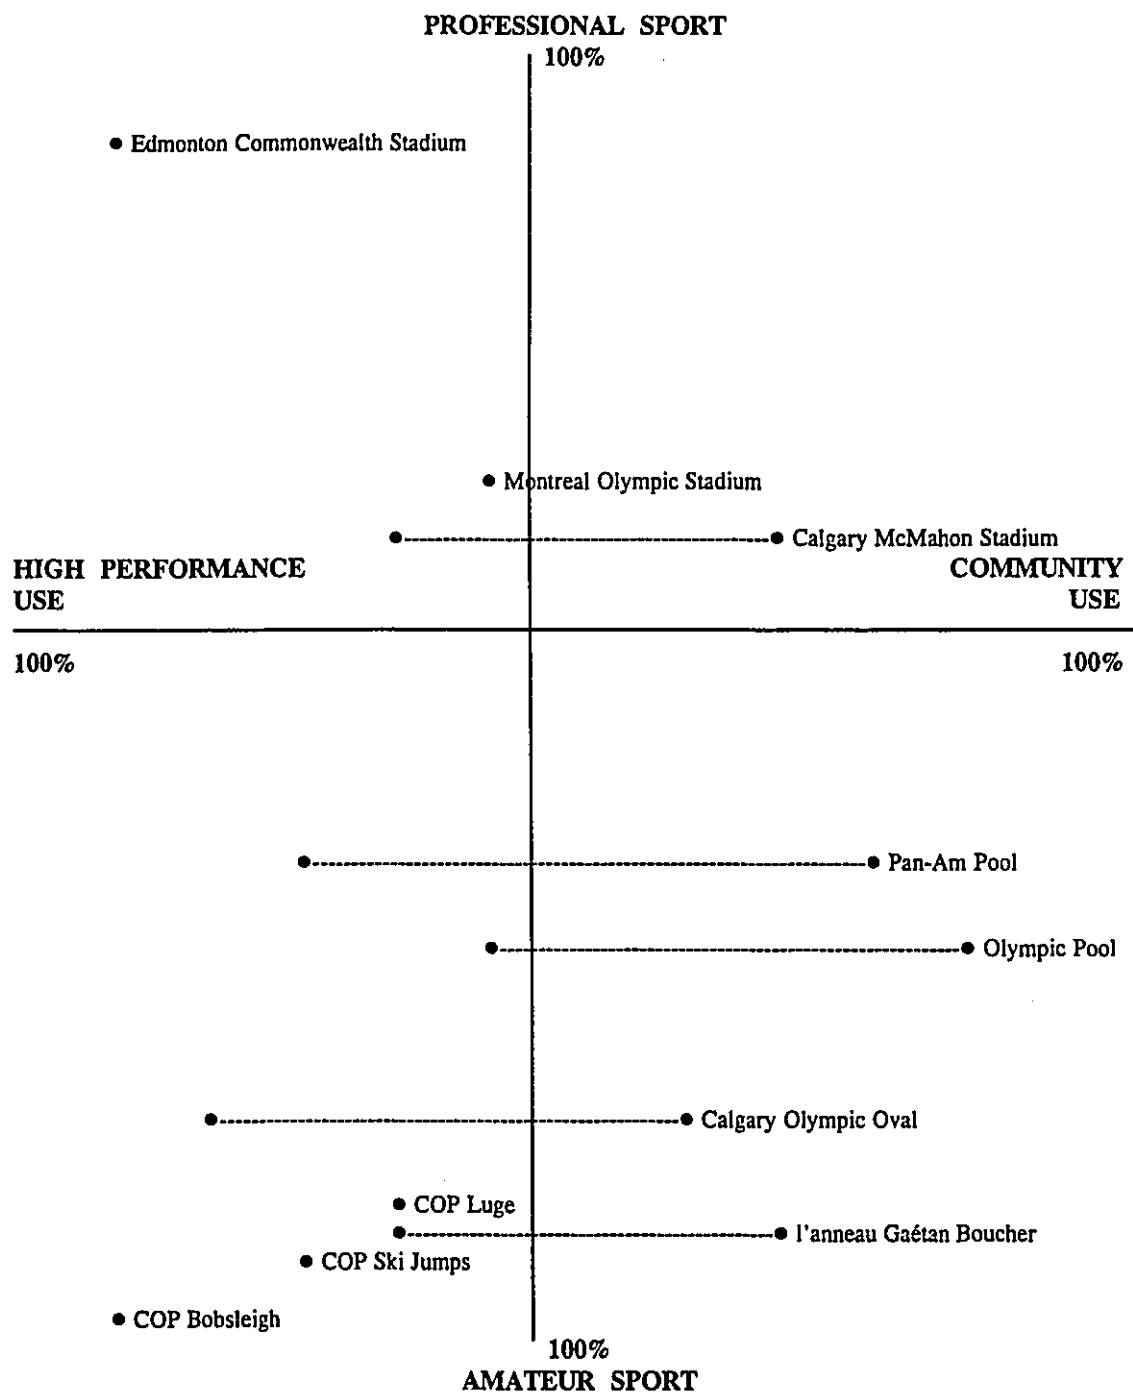 PROFESSIONAL SPORT
100%
Edmonton Commonwealth Stadium
Montreal Olympic Stadium
Calgary McMahon Stadium
HIGH PERFORMANCE
USE
COMMUNITY
USE
100%
100%
Pan-Am Pool
Olympic Pool
Calgary Olympic Oval
COP Luge
l'anneau Gaétan Boucher
COP Ski Jumps
COP Bobsleigh
100%
AMATEUR SPORT